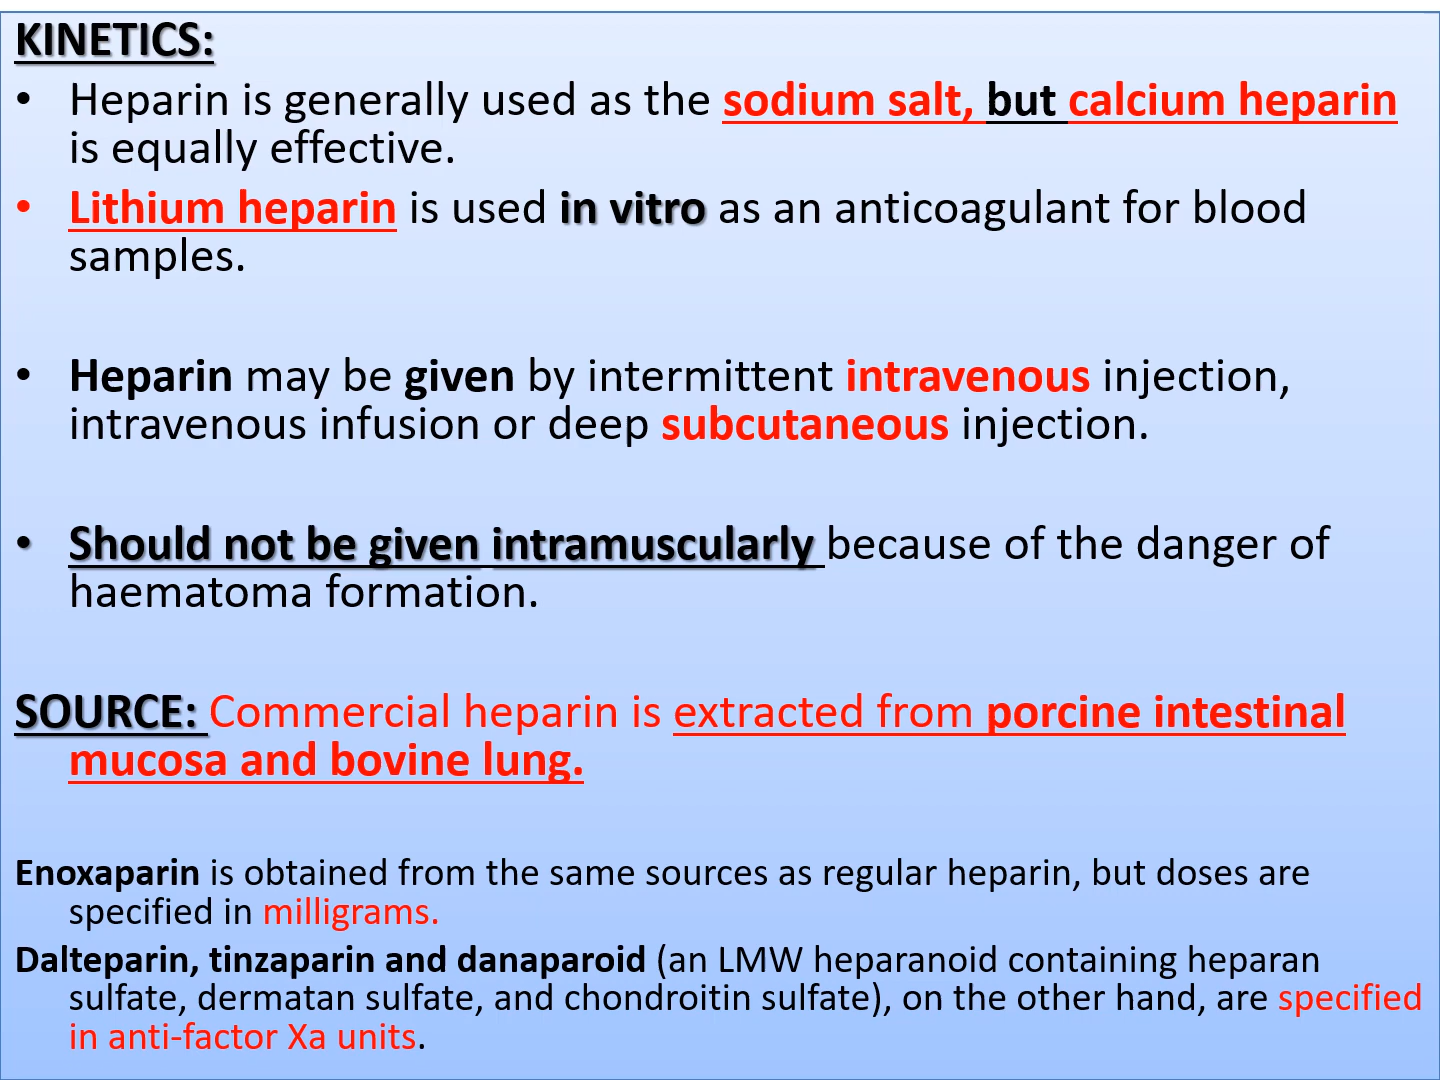 KINETICS:
• Heparin is generally used as the sodium salt, but calcium heparin
is equally effective.
• Lithium heparin is used in vitro as an anticoagulant for blood
samples.
• Heparin may be given by intermittent intravenous injection,
intravenous infusion or deep subcutaneous injection.
• Should not be given intramuscularly because of the danger of
haematoma formation.
SOURCE: Commercial heparin is extracted from porcine intestinal
mucosa and bovine lung.
Enoxaparin is obtained from the same sources as regular heparin, but doses are
specified in milligrams.
Dalteparin, tinzaparin and danaparoid (an LMW heparanoid containing heparan
sulfate, dermatan sulfate, and chondroitin sulfate), on the other hand, are specified
in anti-factor Xa units.